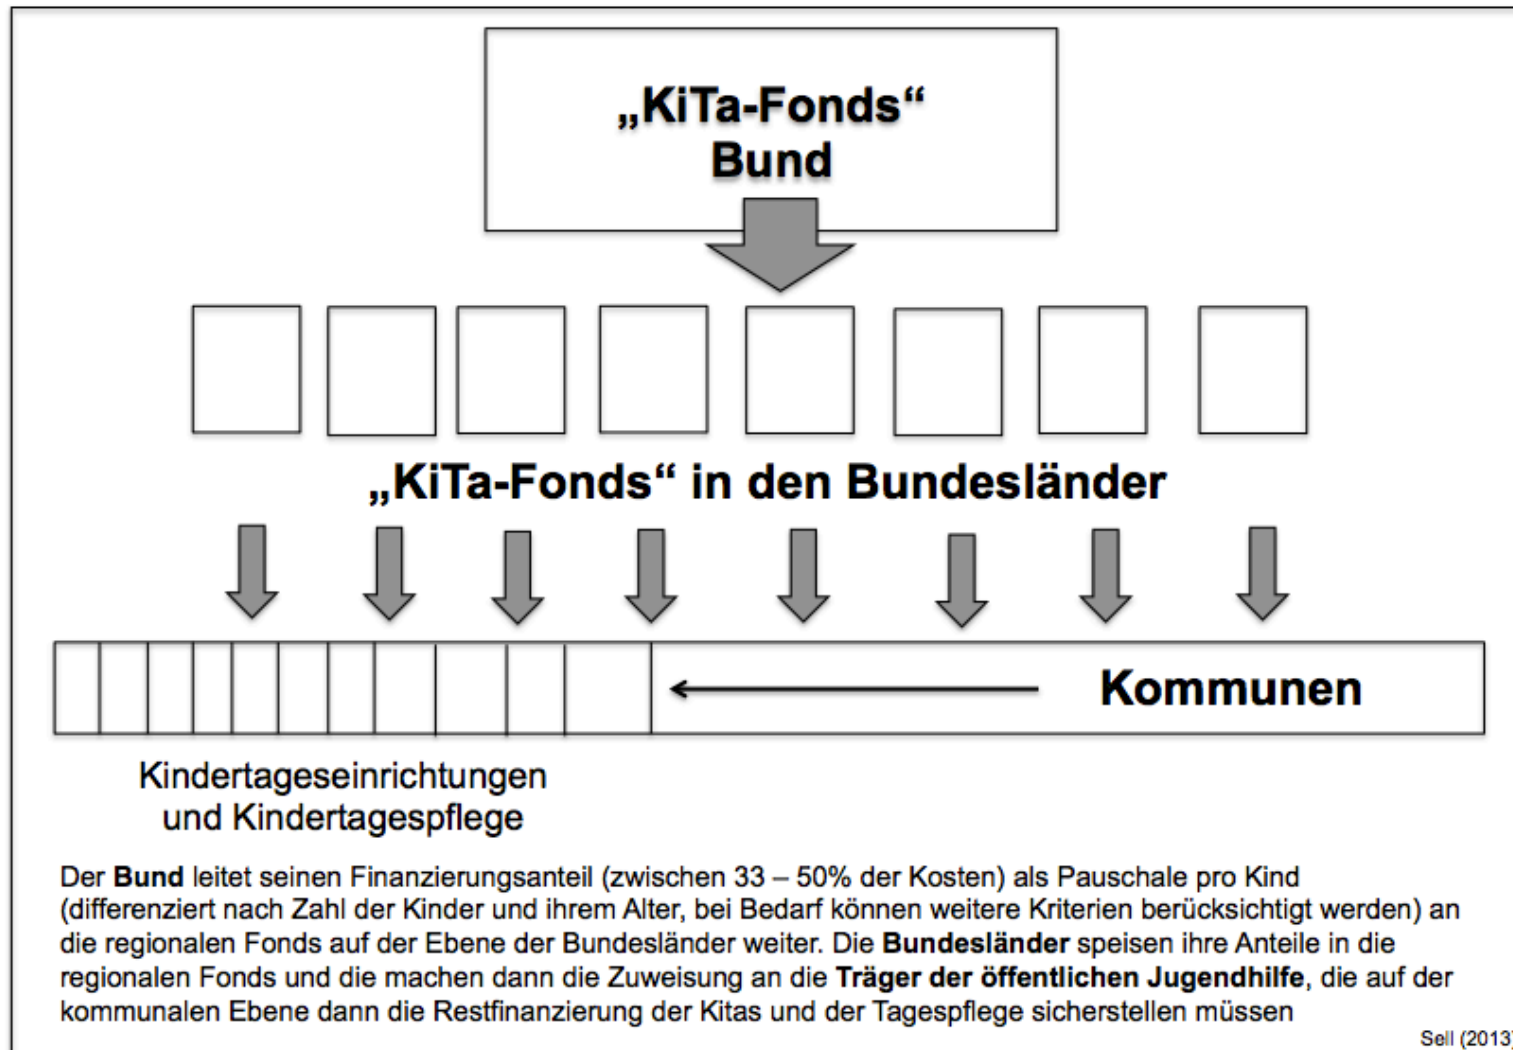 „KiTa-Fonds“
Bund
„KiTa-Fonds“ in den Bundesländer
Kommunen
Kindertageseinrichtungen
und Kindertagespflege
Der Bund leitet seinen Finanzierungsanteil (zwischen 33 – 50% der Kosten) als Pauschale pro Kind
(differenziert nach Zahl der Kinder und ihrem Alter, bei Bedarf können weitere Kriterien berücksichtigt werden) an
die regionalen Fonds auf der Ebene der Bundesländer weiter. Die Bundesländer speisen ihre Anteile in die
regionalen Fonds und die machen dann die Zuweisung an die Träger der öffentlichen Jugendhilfe, die auf der
kommunalen Ebene dann die Restfinanzierung der Kitas und der Tagespflege sicherstellen müssen
Sell (2013)